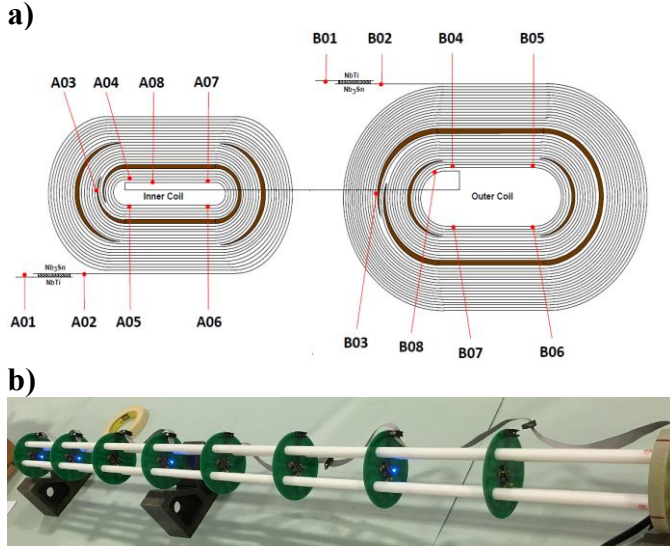 a)
B01 B02 B04 B05
NbTi
Nb₃Sn
A03 A04 A08 A07
Inner Coil
Outer Coil
Nb₃Sn
NbTi
A01 A02 A05 A06
B03 B08 B07 B06
b)